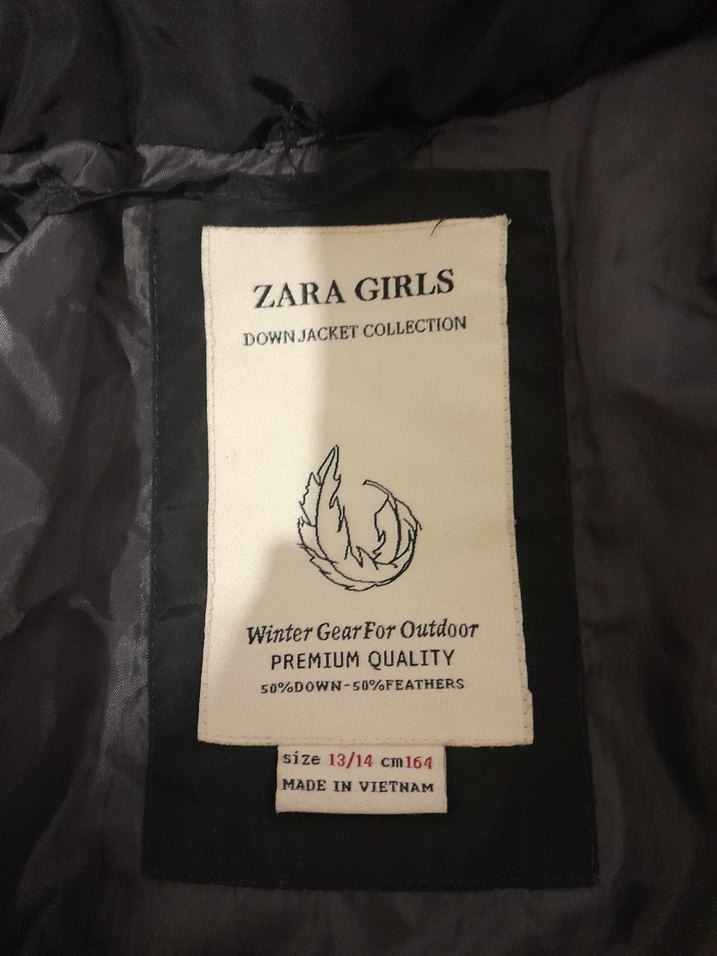 ZARA GIRLS
DOWN JACKET COLLECTION
Winter Gear For Outdoor
PREMIUM QUALITY
50%DOWN-50%FEATHERS
size 13/14 cm164
MADE IN VIETNAM